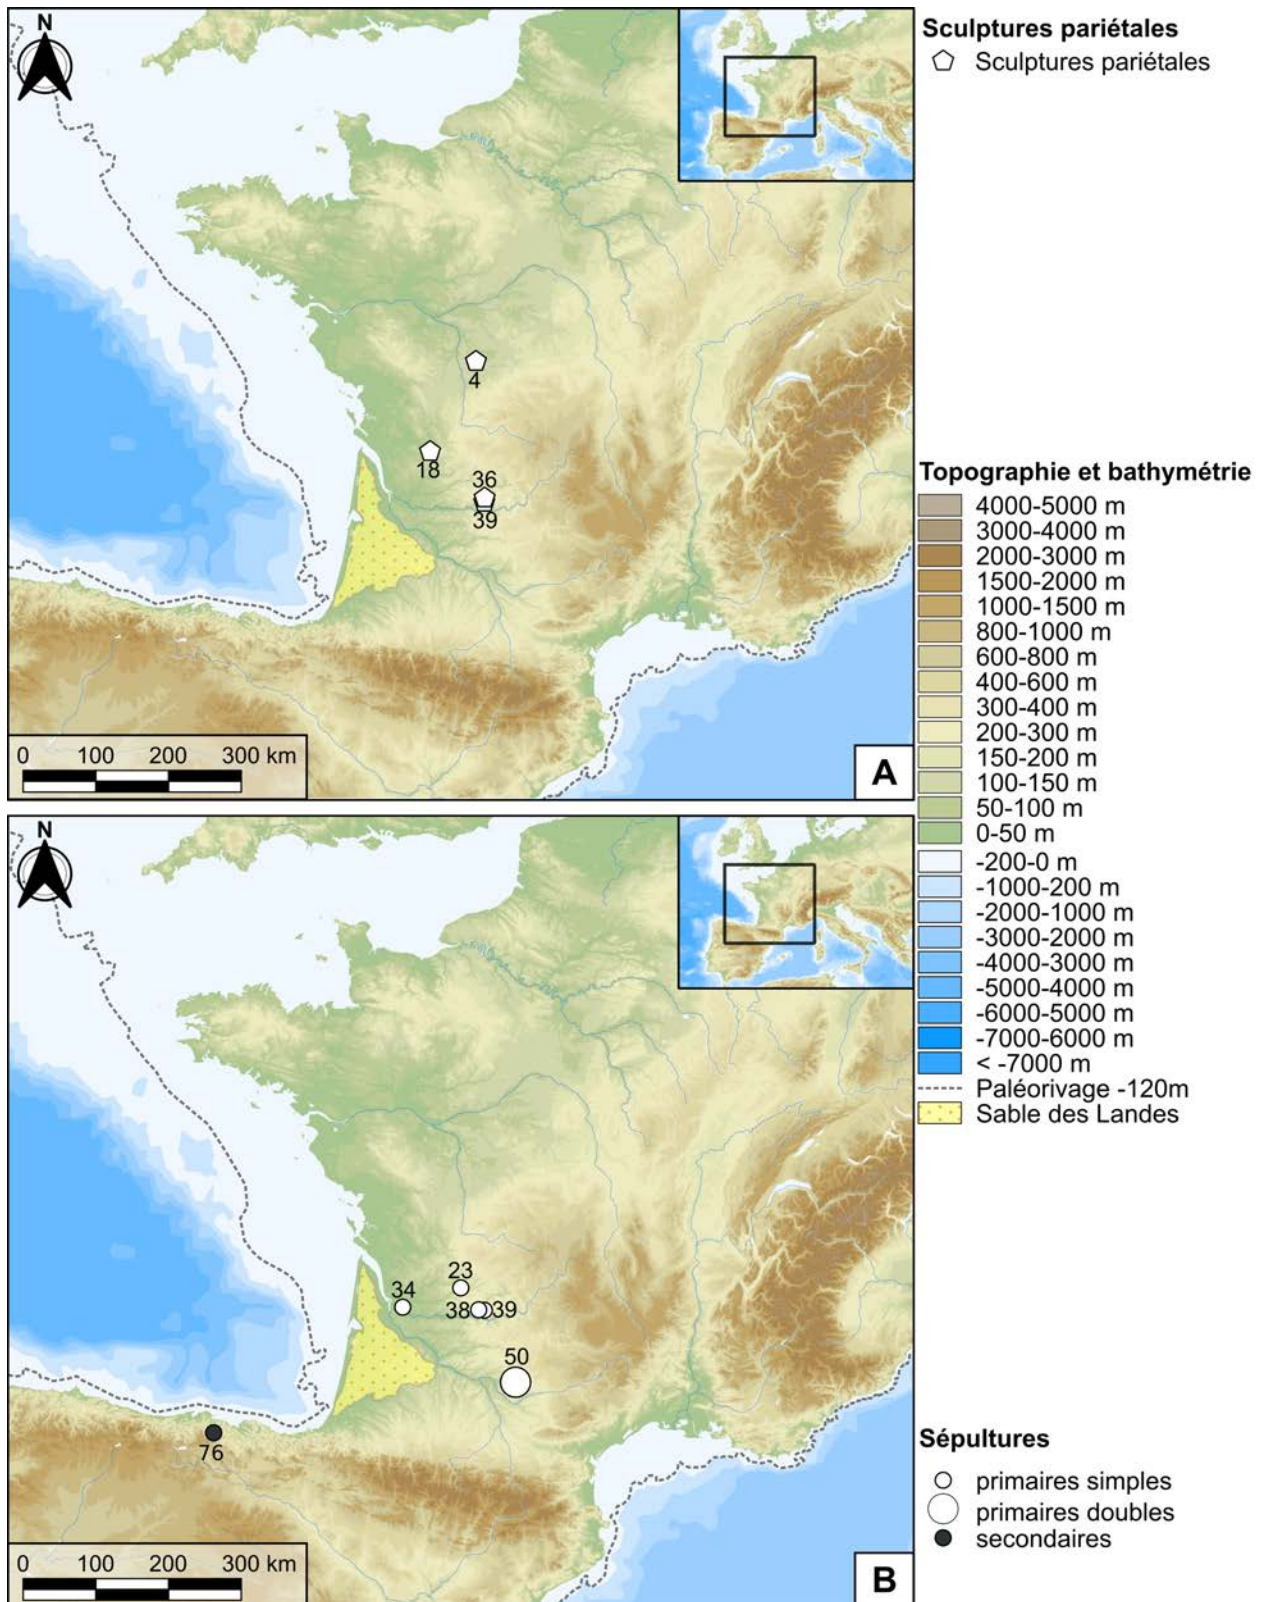 N
4
18
36
39
0 100 200 300 km
A
Sculptures pariétales
Sculptures pariétales
Topographie et bathymétrie
4000-5000 m
3000-4000 m
2000-3000 m
1500-2000 m
1000-1500 m
800-1000 m
600-800 m
400-600 m
300-400 m
200-300 m
150-200 m
100-150 m
50-100 m
0-50 m
-200-0 m
-1000-200 m
-2000-1000 m
-3000-2000 m
-4000-3000 m
-5000-4000 m
-6000-5000 m
-7000-6000 m
< -7000 m
Paléorivage -120m
Sable des Landes
N
23
34
38 39
50
76
0 100 200 300 km
B
Sépultures
primaires simples
primaires doubles
secondaires